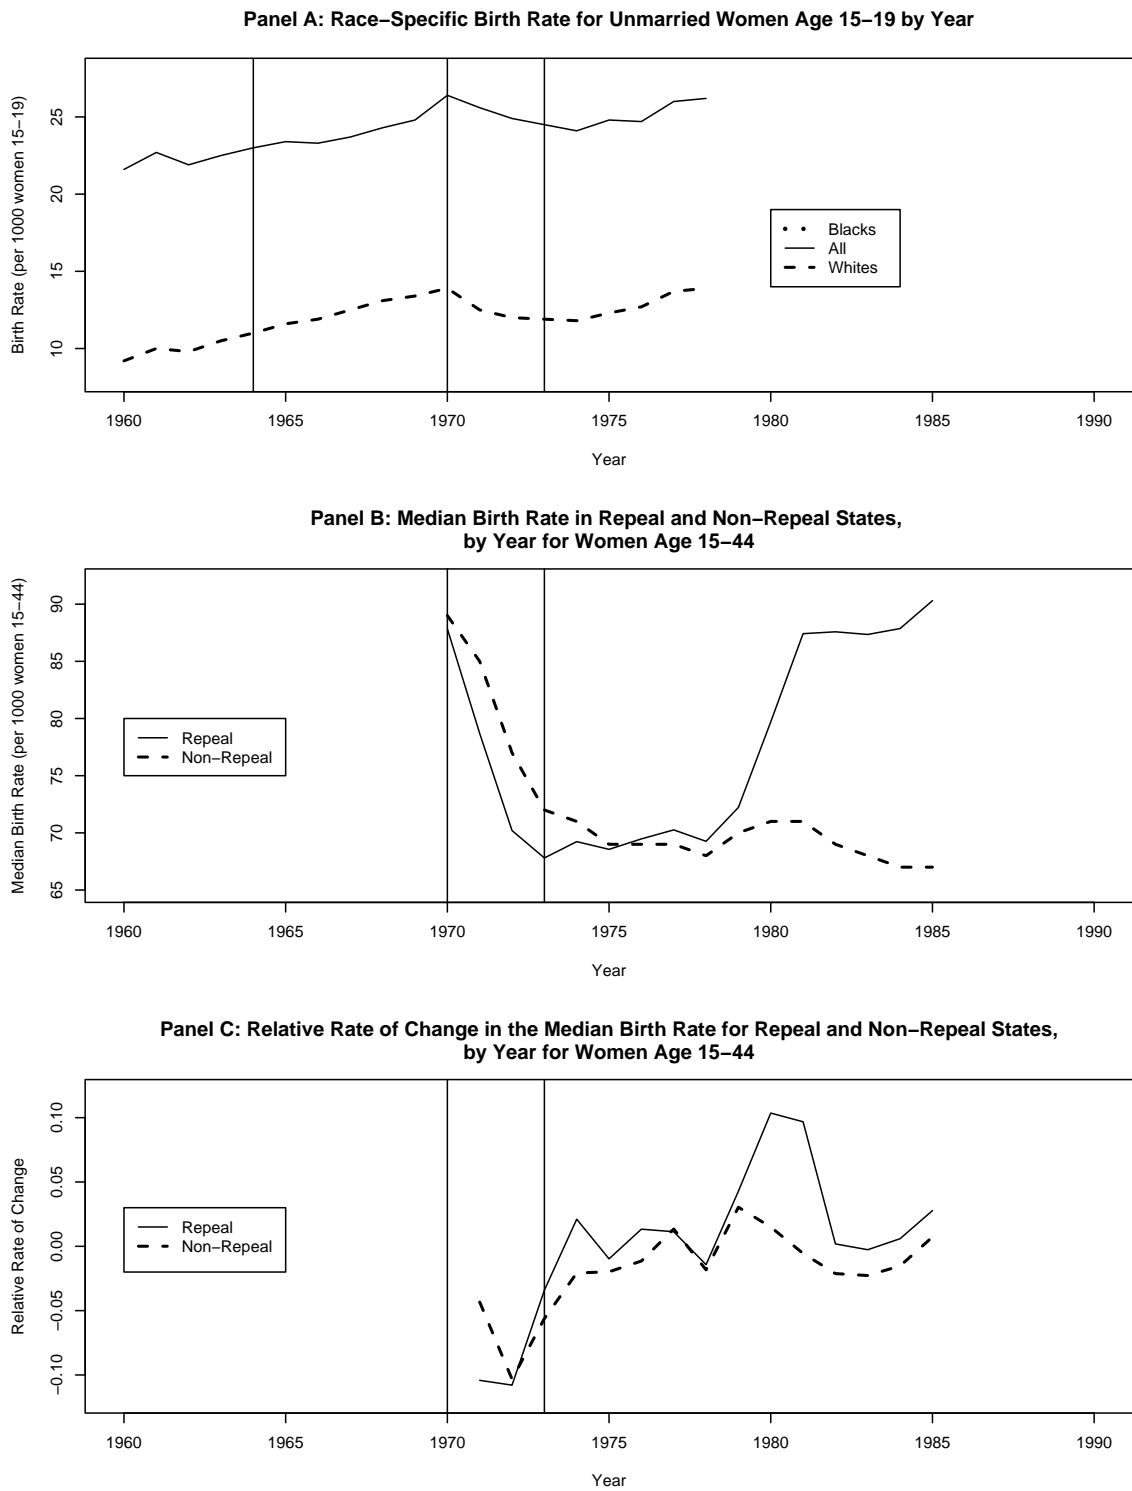 Panel A: Race−Specific Birth Rate for Unmarried Women Age 15−19 by Year
Birth Rate (per 1000 women 15−19)
25
20
15
10
Blacks
All
Whites
1960 1965 1970 1975 1980 1985 1990
Year
Panel B: Median Birth Rate in Repeal and Non−Repeal States,
by Year for Women Age 15−44
Median Birth Rate (per 1000 women 15−44)
90
85
80
75
70
65
Repeal
Non−Repeal
1960 1965 1970 1975 1980 1985 1990
Year
Panel C: Relative Rate of Change in the Median Birth Rate for Repeal and Non−Repeal States,
by Year for Women Age 15−44
Relative Rate of Change
0.10
0.05
0.00
−0.05
−0.10
Repeal
Non−Repeal
1960 1965 1970 1975 1980 1985 1990
Year